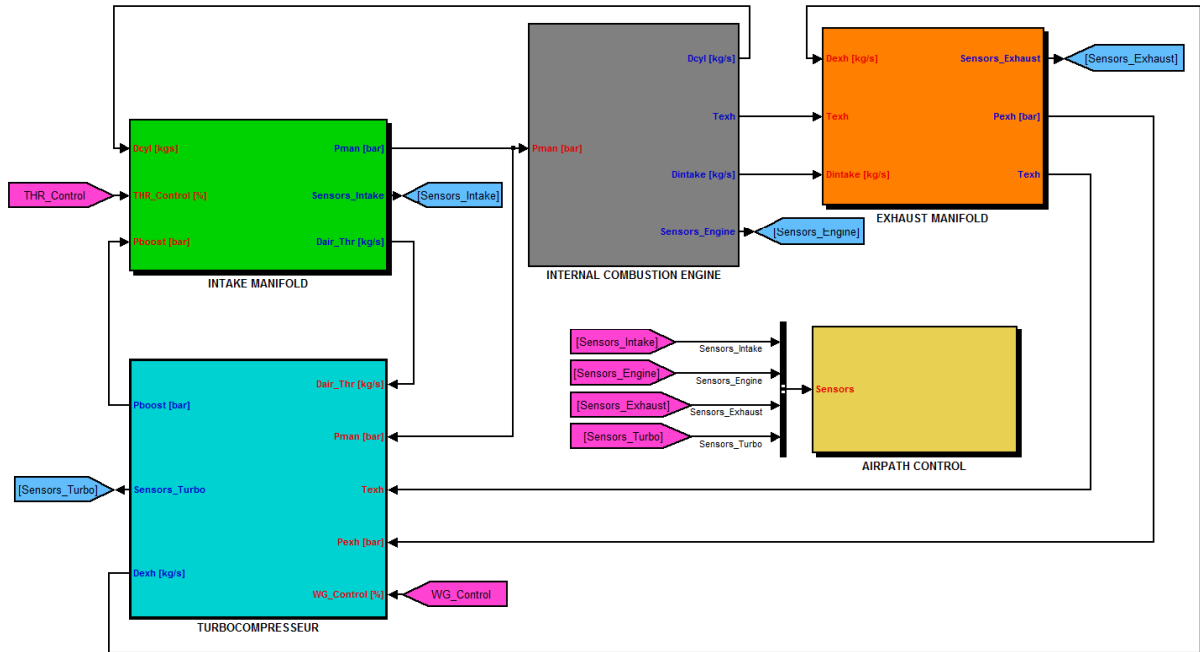 Dcyl [kgs]
THR_Control [%]
Pboost [bar]
Pman [bar]
Sensors_Intake
Dair_Thr [kg/s]
INTAKE MANIFOLD
THR_Control
[Sensors_Intake]
Pman [bar]
Dcyl [kg/s]
Texh
Dintake [kg/s]
Sensors_Engine
INTERNAL COMBUSTION ENGINE
[Sensors_Engine]
Dexh [kg/s]
Texh
Dintake [kg/s]
Sensors_Exhaust
Pexh [bar]
Texh
EXHAUST MANIFOLD
[Sensors_Exhaust]
Pboost [bar]
Sensors_Turbo
Dexh [kg/s]
Dair_Thr [kg/s]
Pman [bar]
Texh
Pexh [bar]
WG_Control [%]
TURBOCOMPRESSEUR
[Sensors_Turbo]
WG_Control
[Sensors_Intake]
Sensors_Intake
[Sensors_Engine]
Sensors_Engine
[Sensors_Exhaust]
Sensors_Exhaust
[Sensors_Turbo]
Sensors_Turbo
Sensors
AIRPATH CONTROL